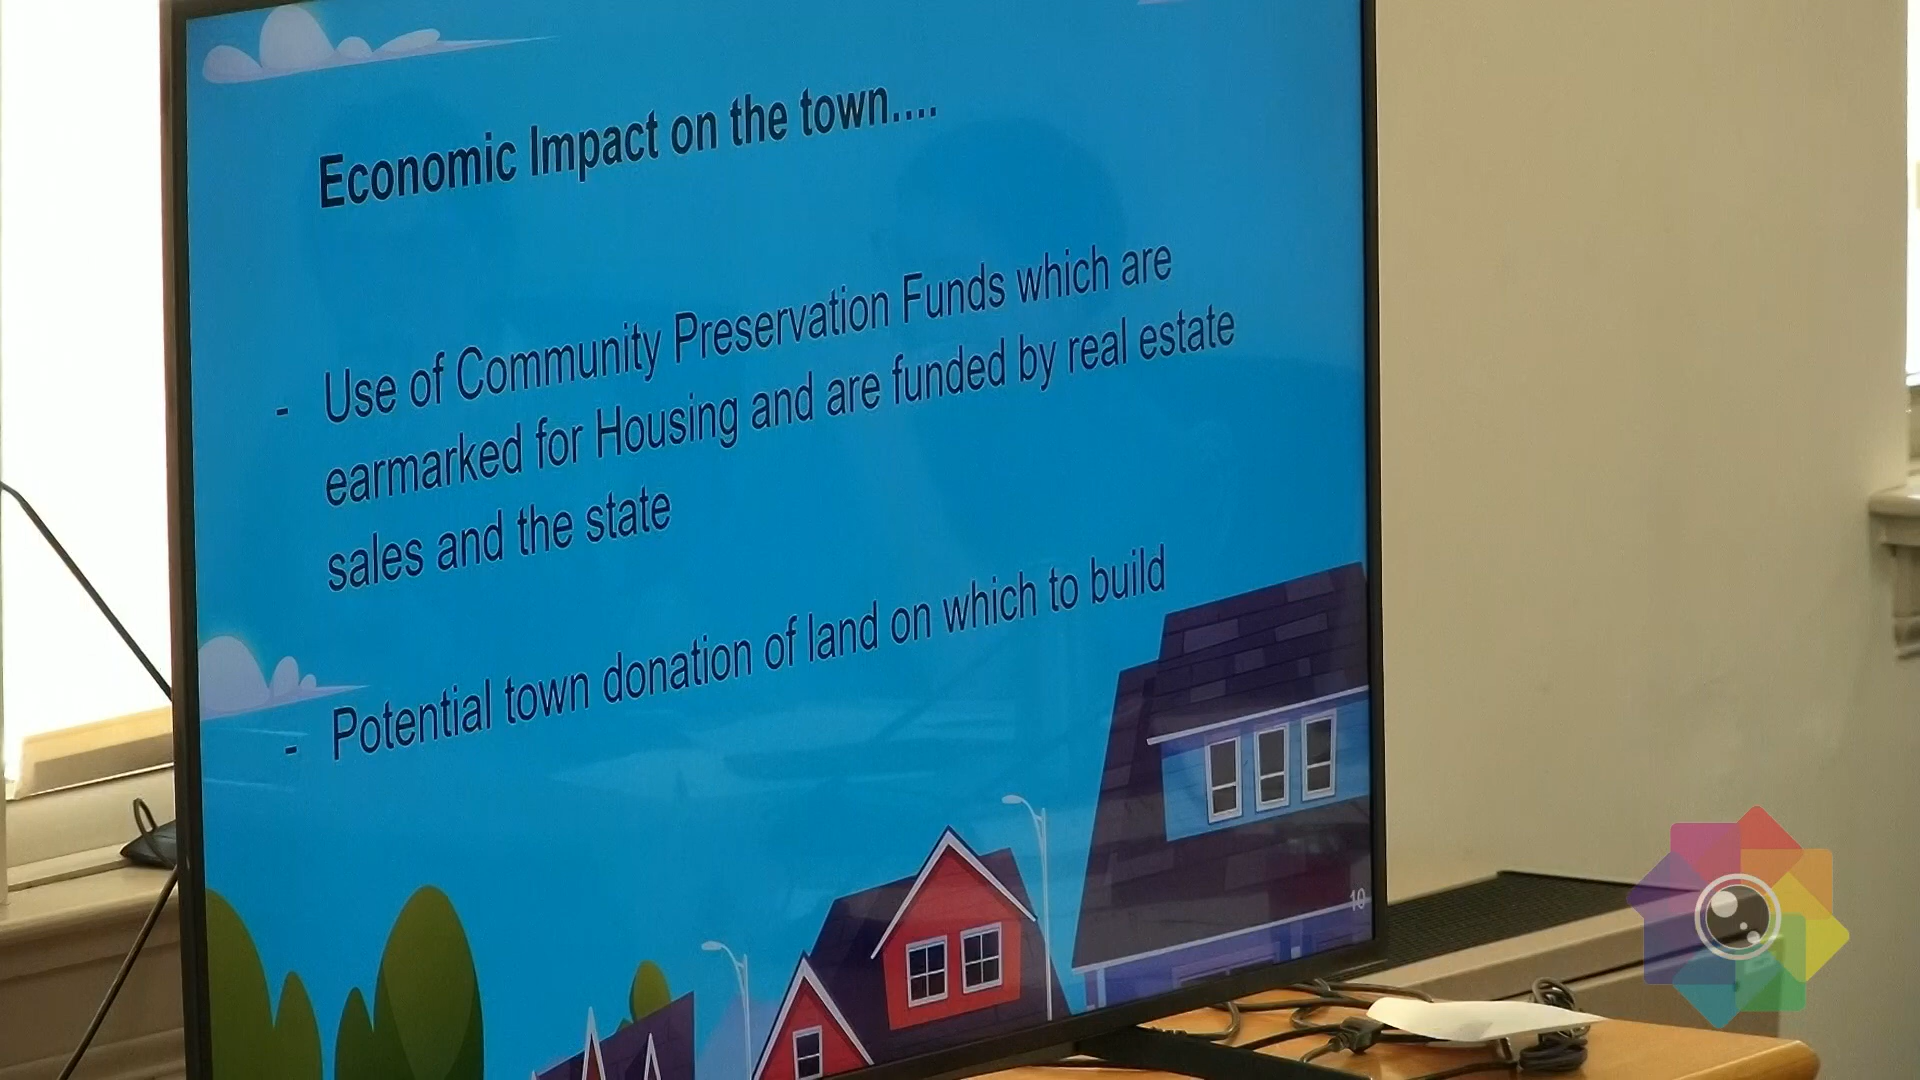 Economic Impact on the town....
- Use of Community Preservation Funds which are
earmarked for Housing and are funded by real estate
sales and the state
- Potential town donation of land on which to build
10